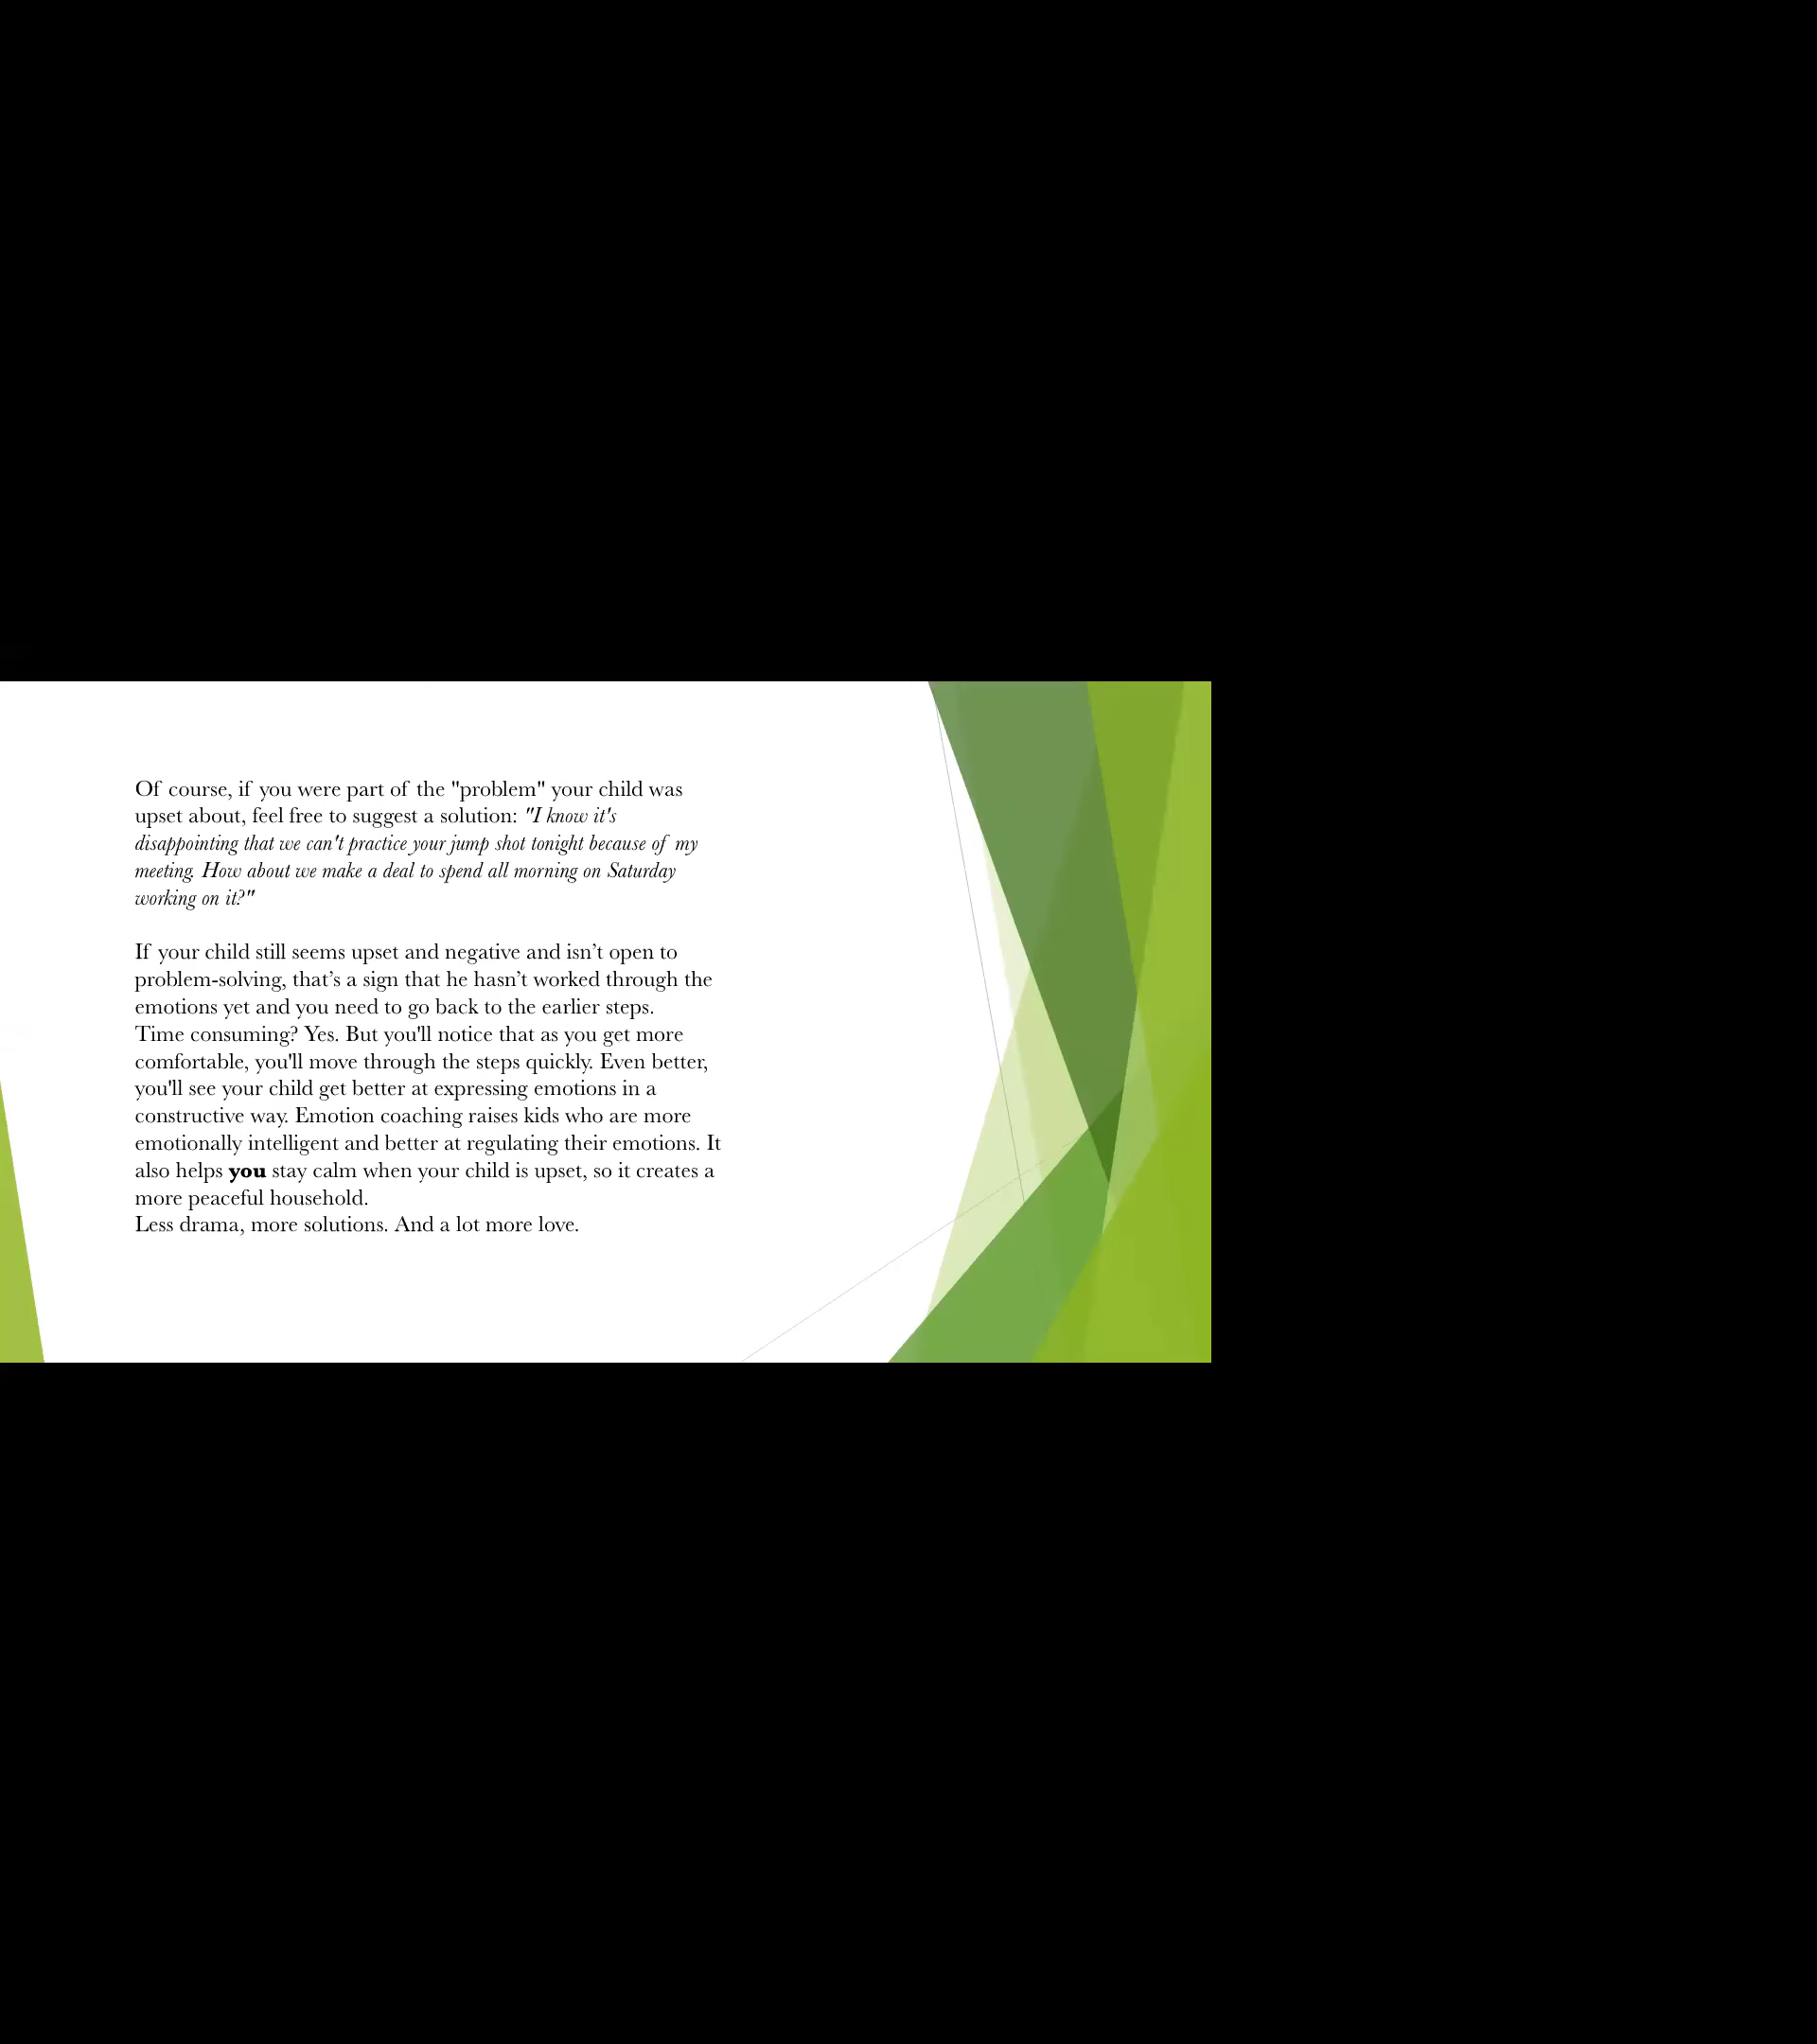 Of course, if you were part of the "problem" your child was
upset about, feel free to suggest a solution: "I know it's
disappointing that we can't practice your jump shot tonight because of my
meeting. How about we make a deal to spend all morning on Saturday
working on it?"
If your child still seems upset and negative and isn’t open to
problem-solving, that’s a sign that he hasn’t worked through the
emotions yet and you need to go back to the earlier steps.
Time consuming? Yes. But you'll notice that as you get more
comfortable, you'll move through the steps quickly. Even better,
you'll see your child get better at expressing emotions in a
constructive way. Emotion coaching raises kids who are more
emotionally intelligent and better at regulating their emotions. It
also helps you stay calm when your child is upset, so it creates a
more peaceful household.
Less drama, more solutions. And a lot more love.